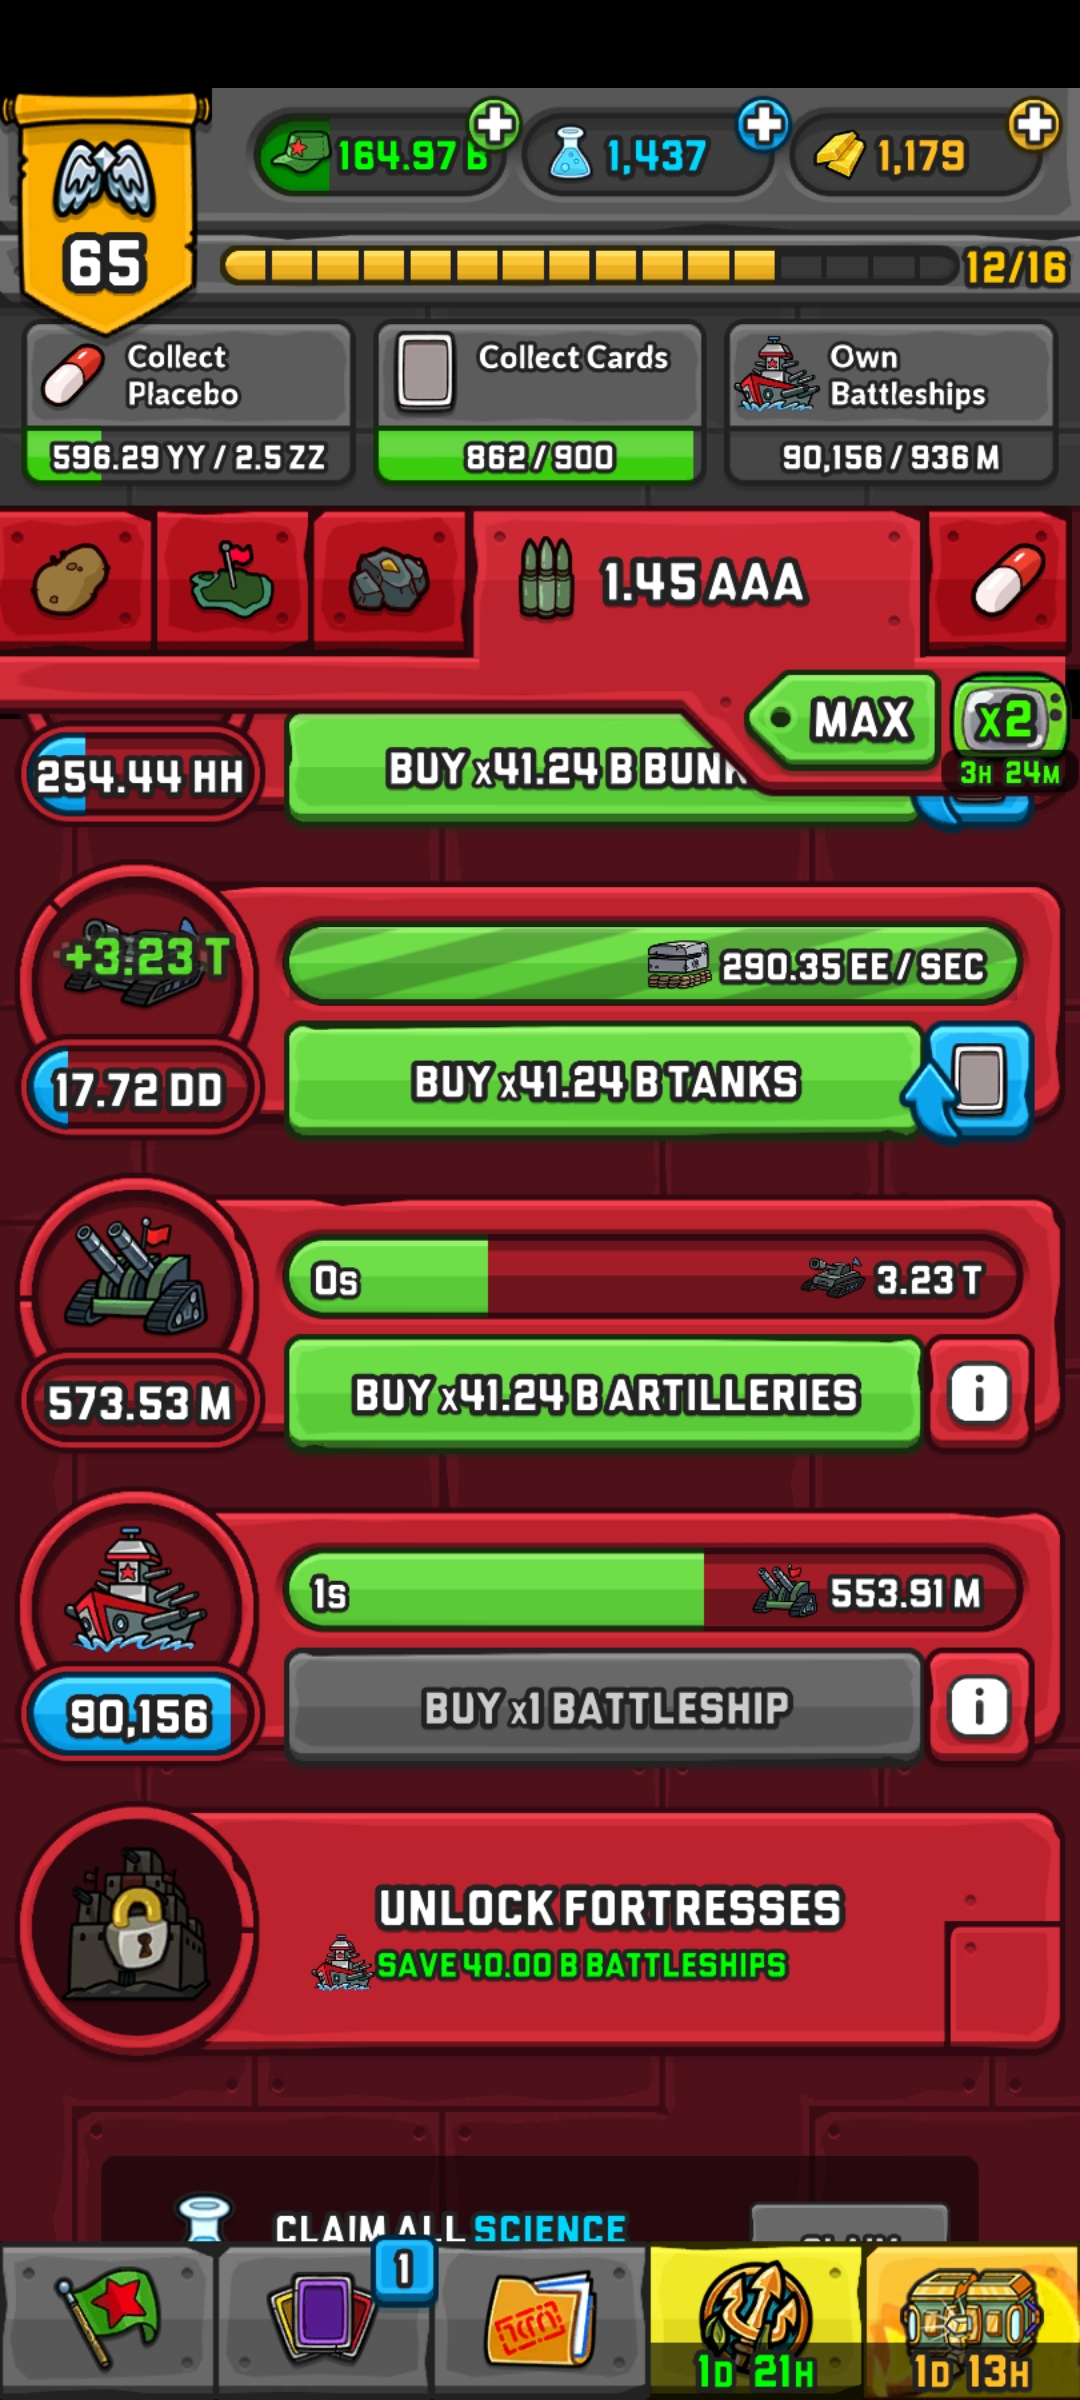 164.97 B
1,437
1,179
65
12/16
Collect
Placebo
596.29 YY / 2.5 ZZ
Collect Cards
862/900
Own
Battleships
90,156 / 936 M
1.45 AAA
MAX
x2
3H 24M
254.44 HH
BUY x41.24 B BUNK
+3.23 T
290.35 EE / SEC
17.72 DD
BUY x41.24 B TANKS
0s
3.23 T
573.53 M
BUY x41.24 B ARTILLERIES
1s
553.91 M
90,156
BUY x1 BATTLESHIP
UNLOCK FORTRESSES
SAVE 40.00 B BATTLESHIPS
CLAIM ALL SCIENCE
1
1D 21H
1D 13H